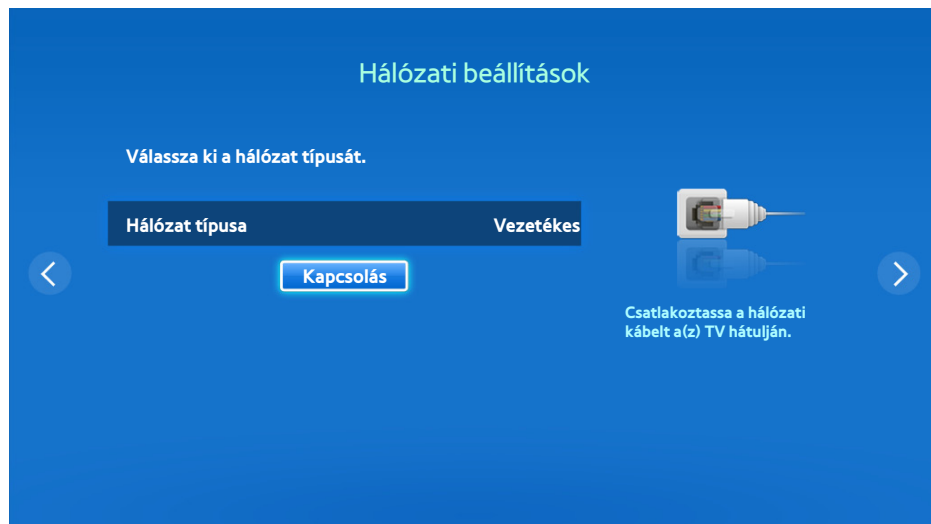 Hálózati beállítások
Válassza ki a hálózat típusát.
Hálózat típusa Vezetékes
Kapcsolás
Csatlakoztassa a hálózati
kábelt a(z) TV hátulján.